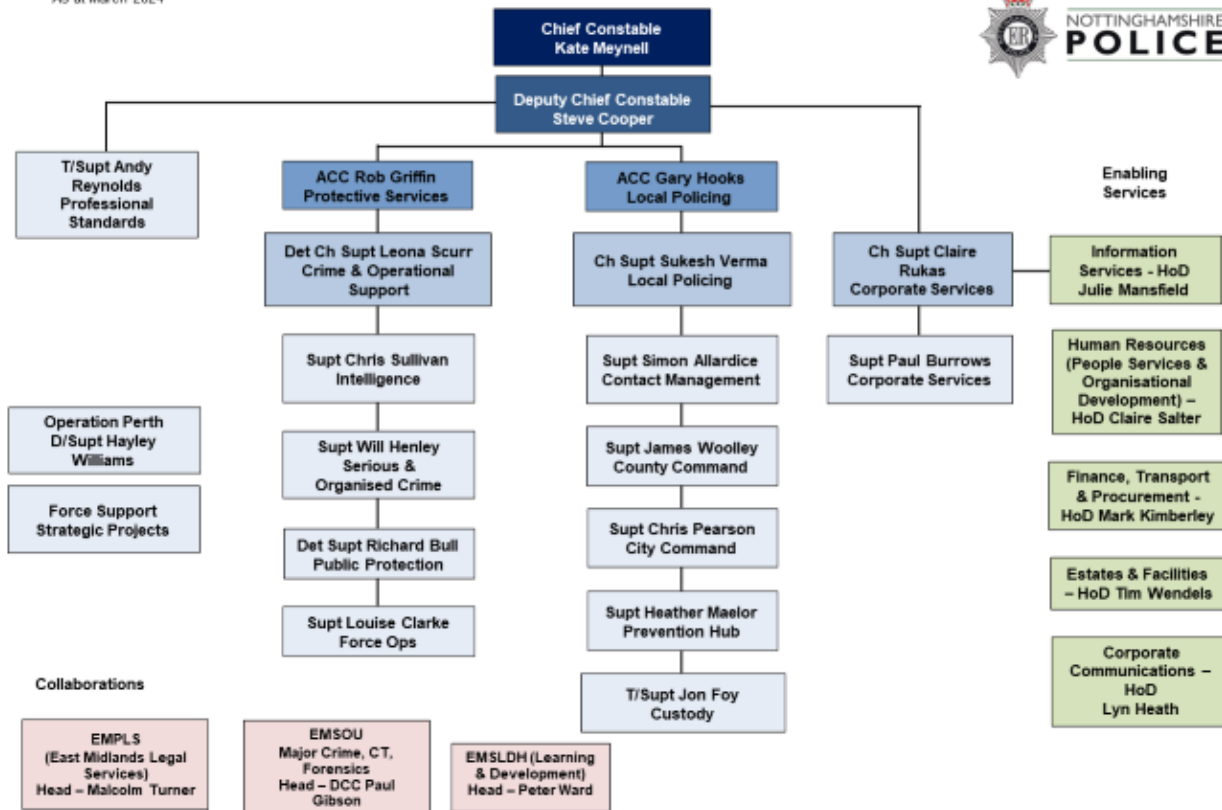 As at March 2024
Chief Constable
Kate Meynell
NOTTINGHAMSHIRE
POLICE
Deputy Chief Constable
Steve Cooper
T/Supt Andy
Reynolds
Professional
Standards
ACC Rob Griffin
Protective Services
ACC Gary Hooks
Local Policing
Enabling
Services
Det Ch Supt Leona Scurr
Crime & Operational
Support
Ch Supt Sukesh Verma
Local Policing
Ch Supt Claire
Rukas
Corporate Services
Information
Services - HoD
Julie Mansfield
Supt Chris Sullivan
Intelligence
Supt Simon Allardice
Contact Management
Supt Paul Burrows
Corporate Services
Human Resources
(People Services &
Organisational
Development) –
HoD Claire Salter
Operation Perth
D/Supt Hayley
Williams
Supt Will Henley
Serious &
Organised Crime
Supt James Woolley
County Command
Finance, Transport
& Procurement -
HoD Mark Kimberley
Force Support
Strategic Projects
Det Supt Richard Bull
Public Protection
Supt Chris Pearson
City Command
Estates & Facilities
– HoD Tim Wendels
Supt Louise Clarke
Force Ops
Supt Heather Maelor
Prevention Hub
Corporate
Communications –
HoD
Lyn Heath
T/Supt Jon Foy
Custody
Collaborations
EMPLS
(East Midlands Legal
Services)
Head – Malcolm Turner
EMSOU
Major Crime, CT,
Forensics
Head – DCC Paul
Gibson
EMSLDH (Learning
& Development)
Head – Peter Ward